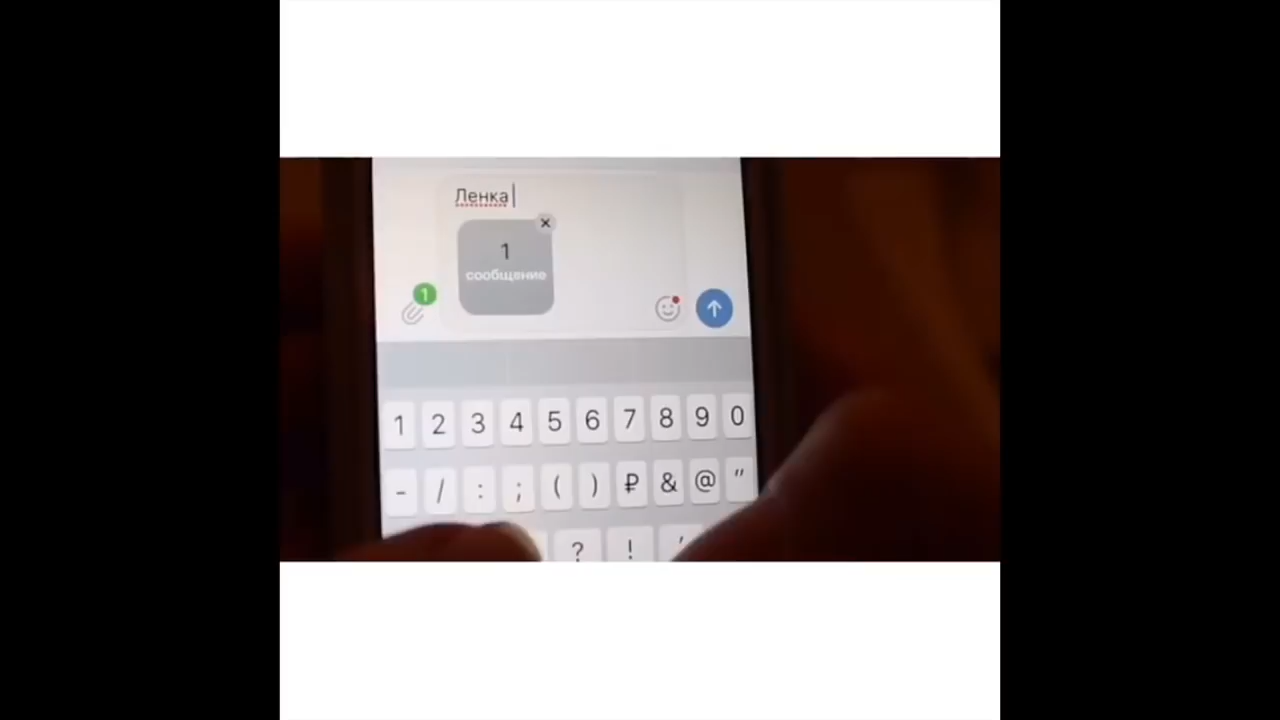 Ленка
1
сообщение
1
1 2 3 4 5 6 7 8 9 0
- / : ; ( ) ₽ & @ "
? ! ′